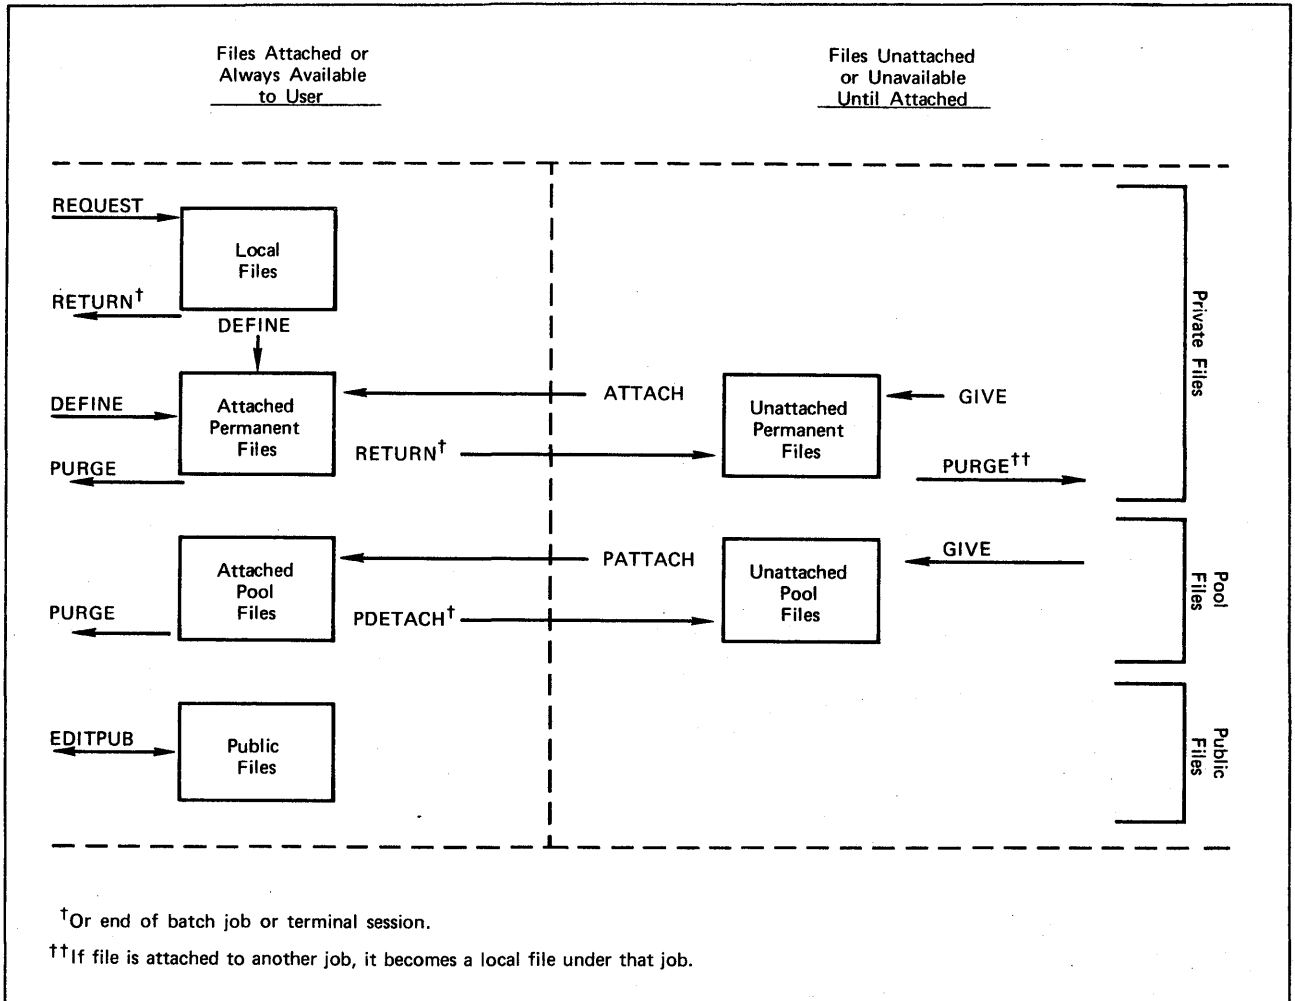 Files Attached or
Always Available
to User
Files Unattached
or Unavailable
Until Attached
REQUEST
Local
Files
RETURN†
DEFINE
DEFINE
Attached
Permanent
Files
PURGE
ATTACH
RETURN†
Unattached
Permanent
Files
GIVE
PURGE††
Private Files
Attached
Pool
Files
PURGE
PATTACH
PDETACH†
Unattached
Pool
Files
GIVE
Pool
Files
EDITPUB
Public
Files
Public
Files
†Or end of batch job or terminal session.
††If file is attached to another job, it becomes a local file under that job.